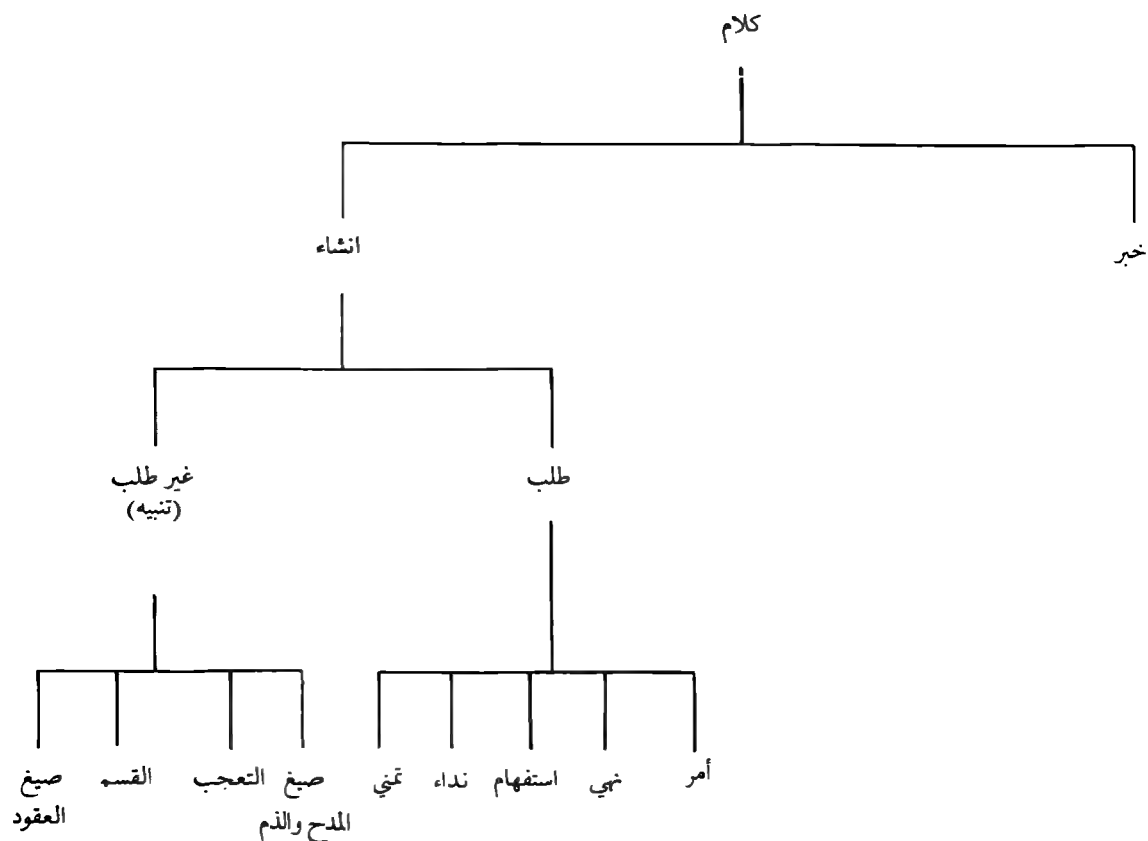 كلام
خبر
انشاء
طلب
غير طلب
(تنبيه)
أمر
نهي
استفهام
نداء
تمني
صيغ
المدح والذم
التعجب
القسم
صيغ
العقود